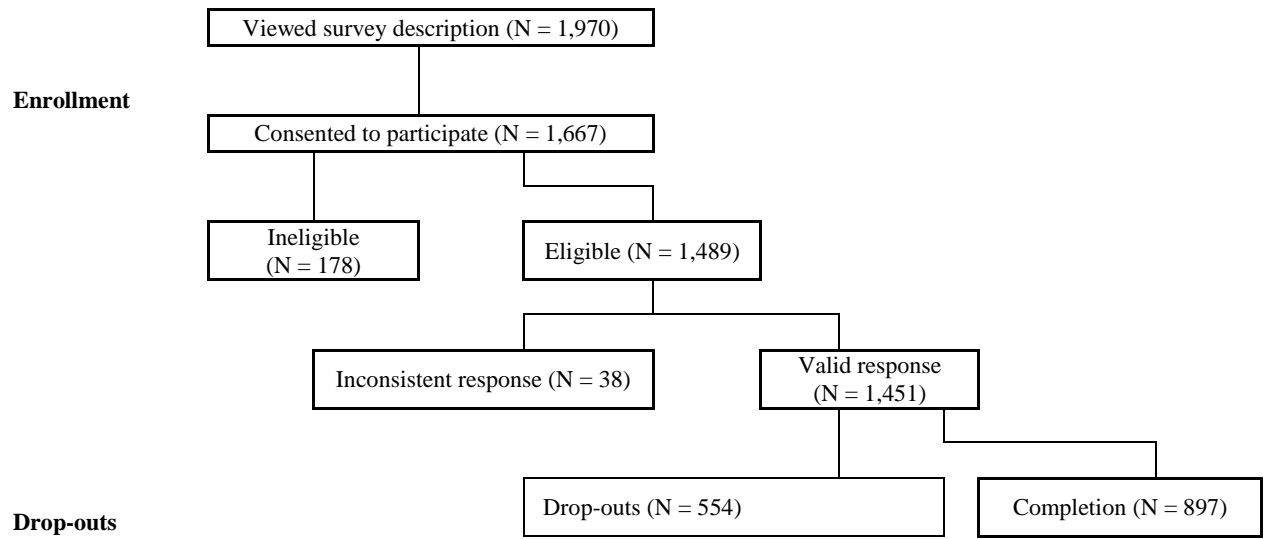 Viewed survey description (N = 1,970)
Enrollment
Consented to participate (N = 1,667)
Ineligible
(N = 178)
Eligible (N = 1,489)
Inconsistent response (N = 38)
Valid response
(N = 1,451)
Drop-outs (N = 554)
Completion (N = 897)
Drop-outs